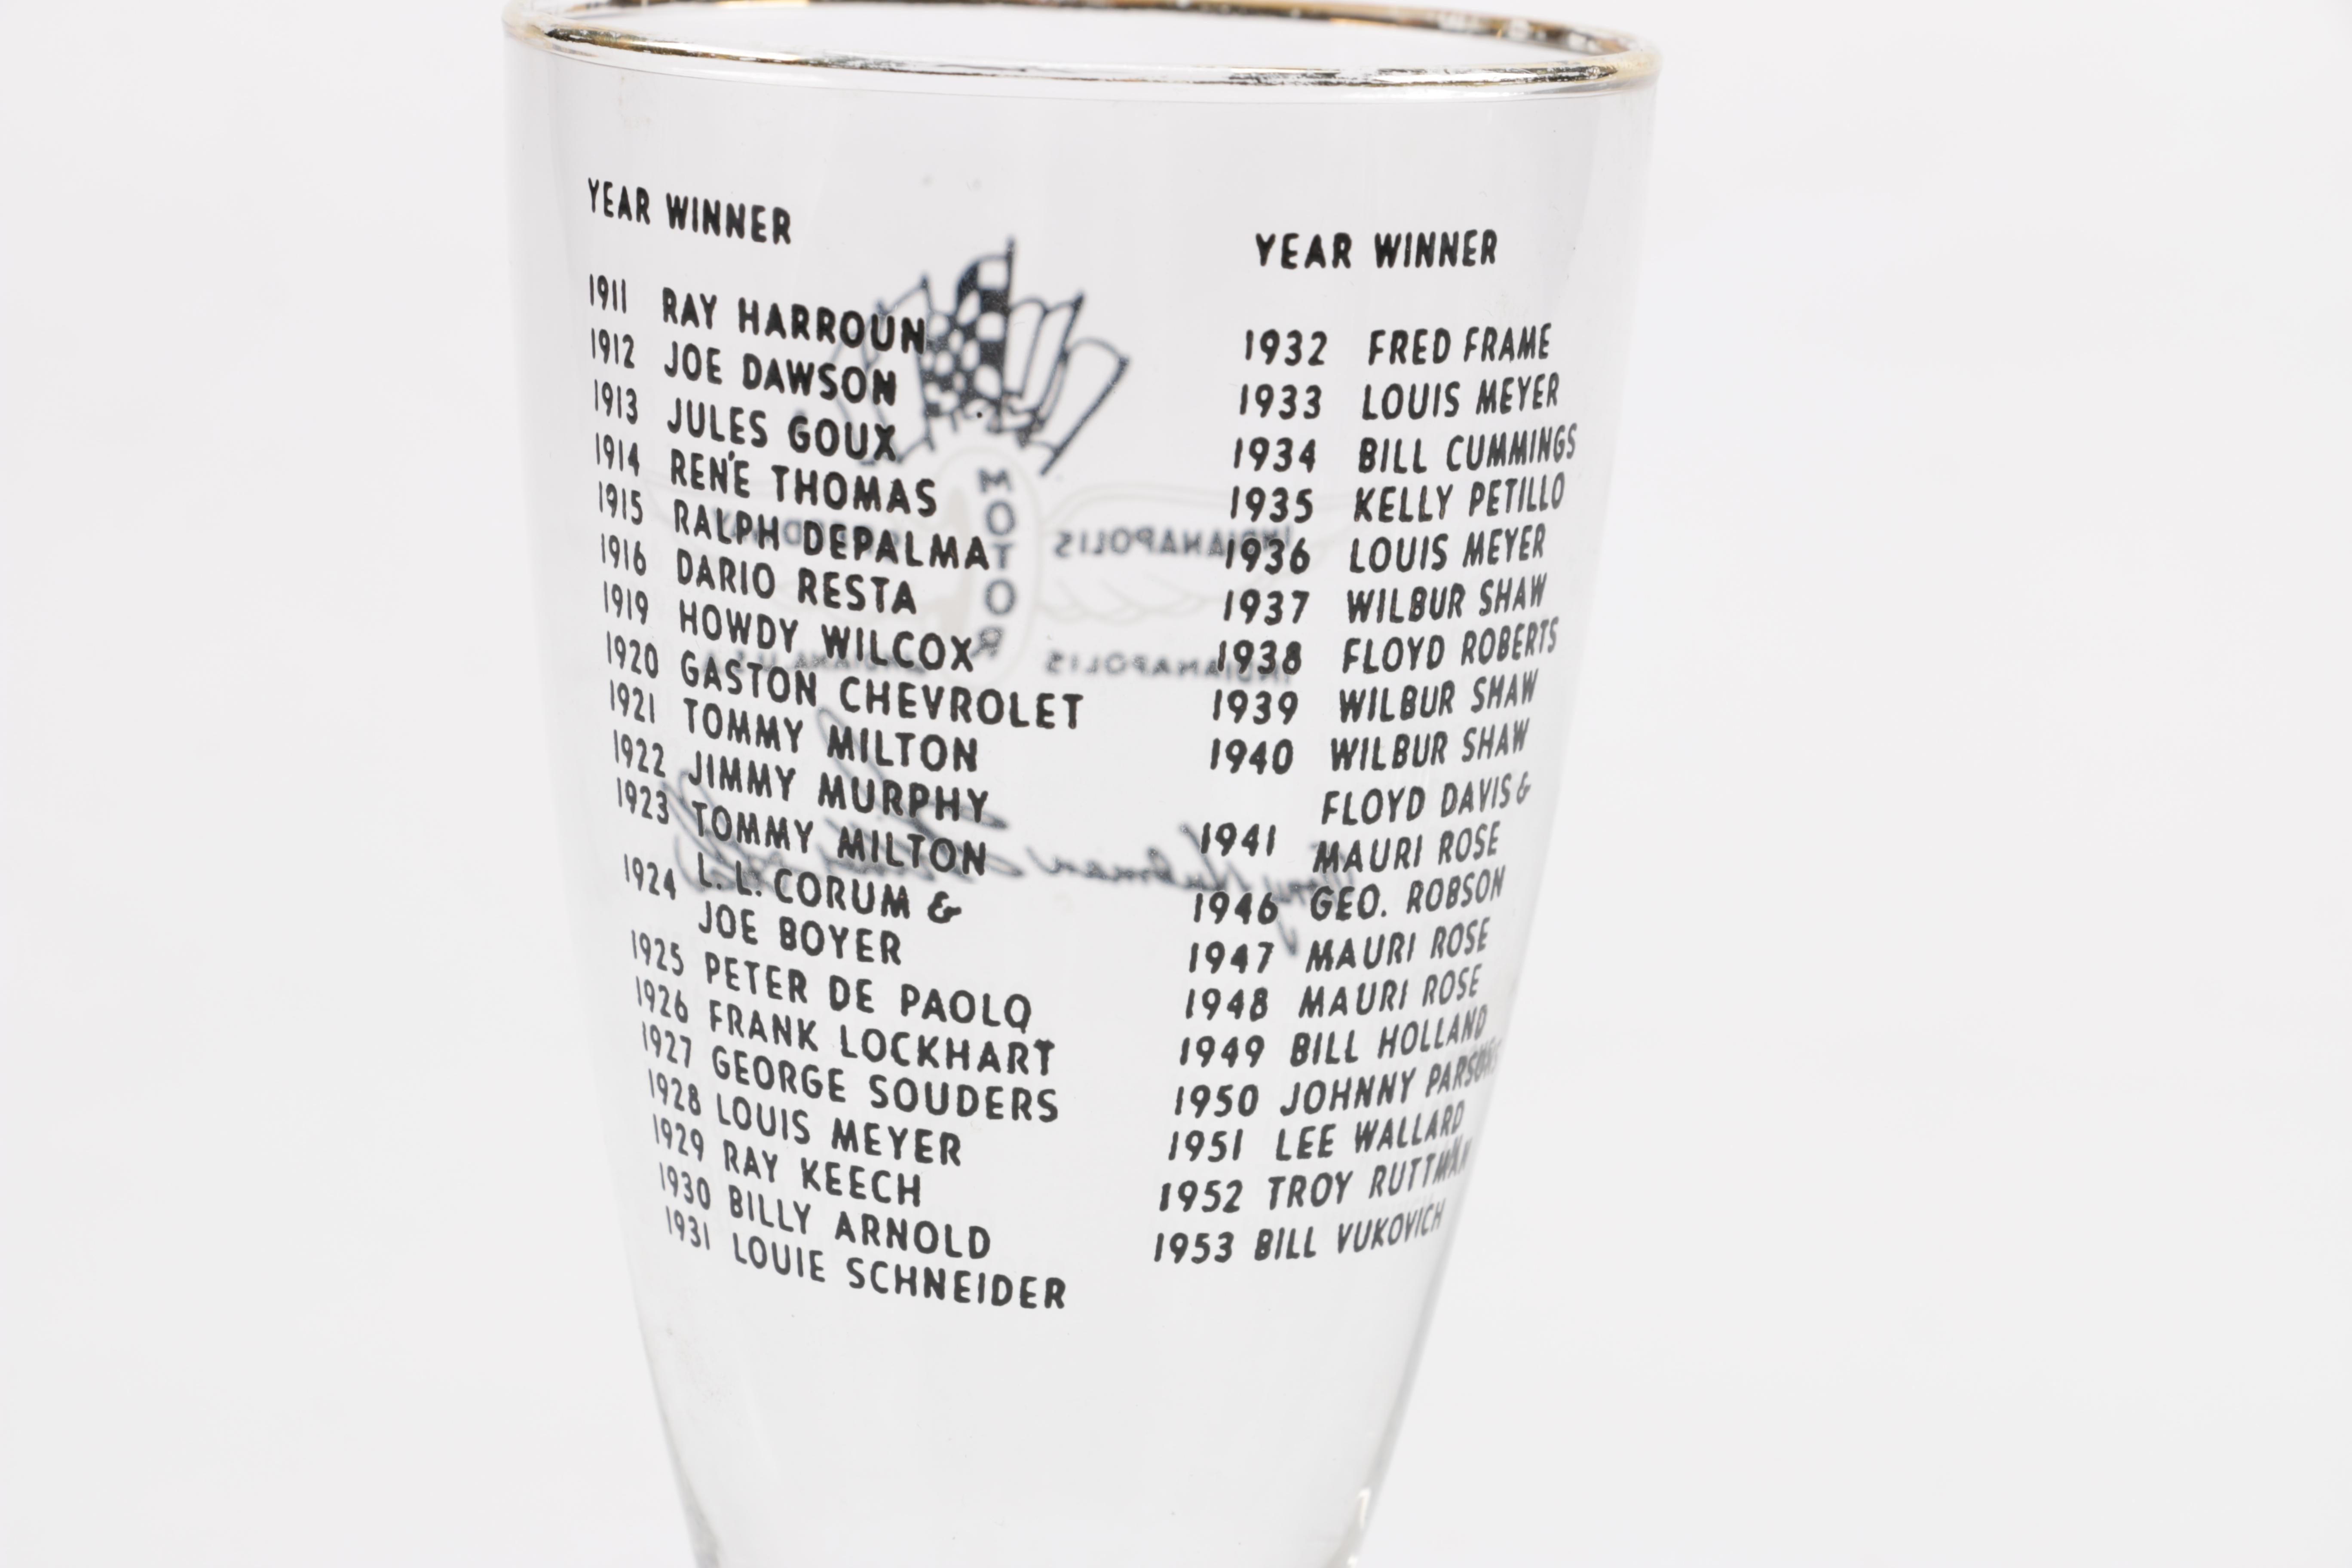 YEAR WINNER
1911 RAY HARROUN
1912 JOE DAWSON
1913 JULES GOUX
1914 RENÉ THOMAS
1915 RALPH DEPALMA
1916 DARIO RESTA
1919 HOWDY WILCOX
1920 GASTON CHEVROLET
1921 TOMMY MILTON
1922 JIMMY MURPHY
1923 TOMMY MILTON
1924 L. L. CORUM &
JOE BOYER
1925 PETER DE PAOLO
1926 FRANK LOCKHART
1927 GEORGE SOUDERS
1928 LOUIS MEYER
1929 RAY KEECH
1930 BILLY ARNOLD
1931 LOUIE SCHNEIDER
YEAR WINNER
1932 FRED FRAME
1933 LOUIS MEYER
1934 BILL CUMMINGS
1935 KELLY PETILLO
1936 LOUIS MEYER
1937 WILBUR SHAW
1938 FLOYD ROBERTS
1939 WILBUR SHAW
1940 WILBUR SHAW
FLOYD DAVIS &
1941 MAURI ROSE
1946 GEO. ROBSON
1947 MAURI ROSE
1948 MAURI ROSE
1949 BILL HOLLAND
1950 JOHNNY PARSONS
1951 LEE WALLARD
1952 TROY RUTTMAN
1953 BILL VUKOVICH
INDIANAPOLIS
MOTOR
INDIANAPOLIS
Tony Hulman